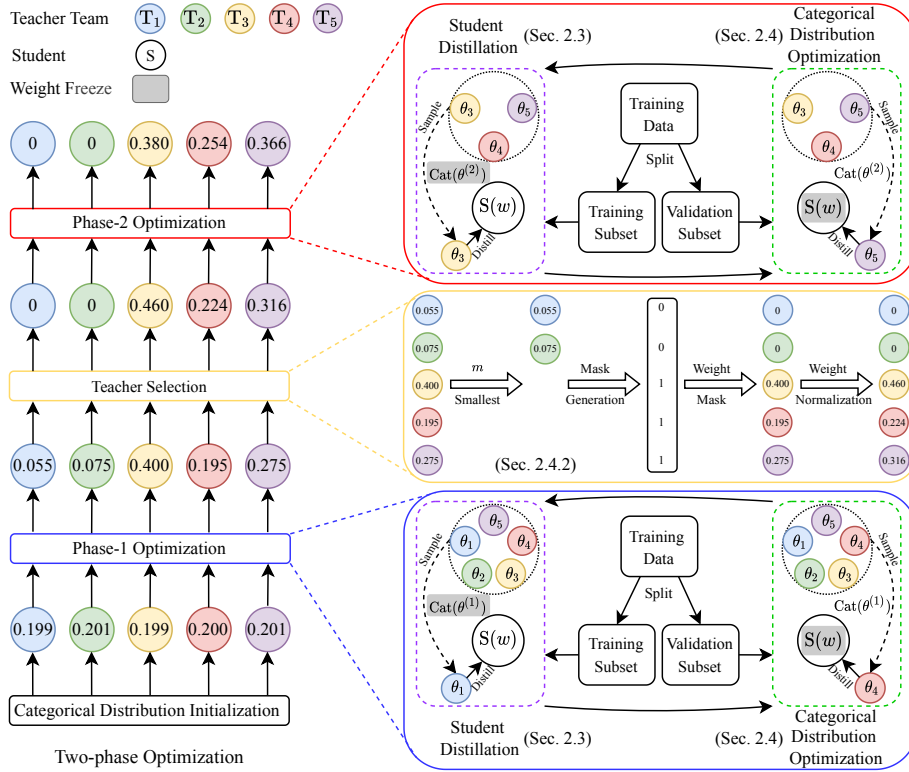 Teacher Team
T1 T2 T3 T4 T5
Student
S
Weight Freeze
0 0 0.380 0.254 0.366
Phase-2 Optimization
0 0 0.460 0.224 0.316
Teacher Selection
0.055 0.075 0.400 0.195 0.275
Phase-1 Optimization
0.199 0.201 0.199 0.200 0.201
Categorical Distribution Initialization
Two-phase Optimization
Student
Distillation
(Sec. 2.3)
(Sec. 2.4)
Categorical
Distribution
Optimization
Sample
θ3
θ5
θ4
Cat(θ(2))
S(w)
Distill
θ3
Training
Data
Split
Training
Subset
Validation
Subset
θ3
θ5
θ4
Sample
Cat(θ(2))
S(w)
Distill
θ5
0.055
0.075
0.400
0.195
0.275
m
Smallest
0.055
0.075
(Sec. 2.4.2)
Mask
Generation
0
0
1
1
1
Weight
Mask
0
0
0.400
0.195
0.275
Weight
Normalization
0
0
0.460
0.224
0.316
Sample
θ5
θ1
θ4
θ2
θ3
Cat(θ(1))
S(w)
Distill
θ1
Training
Data
Split
Training
Subset
Validation
Subset
θ5
θ1
θ4
θ2
θ3
Sample
Cat(θ(1))
S(w)
Distill
θ4
Student
Distillation
(Sec. 2.3)
(Sec. 2.4)
Categorical
Distribution
Optimization